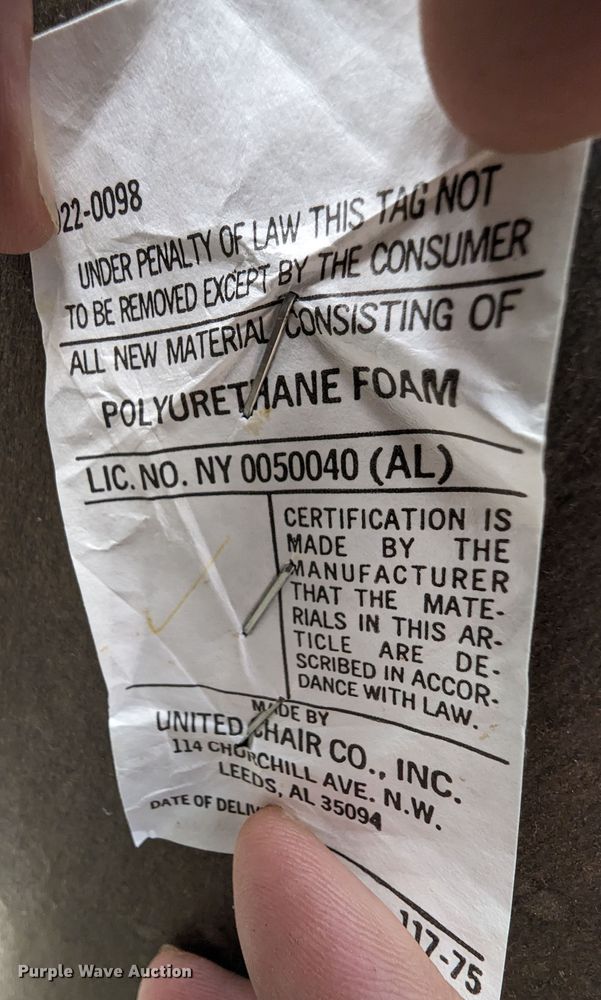 22-0098
UNDER PENALTY OF LAW THIS TAG NOT
TO BE REMOVED EXCEPT BY THE CONSUMER
ALL NEW MATERIAL CONSISTING OF
POLYURETHANE FOAM
LIC. NO. NY 0050040 (AL)
CERTIFICATION IS
MADE BY THE
MANUFACTURER
THAT THE MATE-
RIALS IN THIS AR-
TICLE ARE DE-
SCRIBED IN ACCOR-
DANCE WITH LAW.
MADE BY
UNITED CHAIR CO., INC.
114 CHURCHILL AVE. N.W.
LEEDS, AL 35094
DATE OF
117-75
Purple Wave Auction